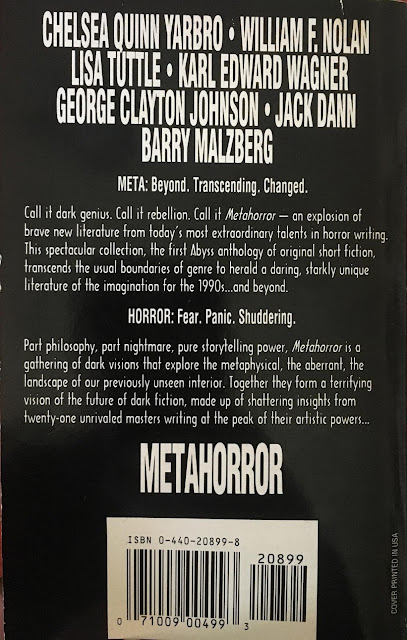 CHELSEA QUINN YARBRO • WILLIAM F. NOLAN
LISA TUTTLE • KARL EDWARD WAGNER
GEORGE CLAYTON JOHNSON • JACK DANN
BARRY MALZBERG
META: Beyond. Transcending. Changed.
Call it dark genius. Call it rebellion. Call it Metahorror — an explosion of
brave new literature from today's most extraordinary talents in horror writing.
This spectacular collection, the first Abyss anthology of original short fiction,
transcends the usual boundaries of genre to herald a daring, starkly unique
literature of the imagination for the 1990s...and beyond.
HORROR: Fear. Panic. Shuddering.
Part philosophy, part nightmare, pure storytelling power, Metahorror is a
gathering of dark visions that explore the metaphysical, the aberrant, the
landscape of our previously unseen interior. Together they form a terrifying
vision of the future of dark fiction, made up of shattering insights from
twenty-one unrivaled masters writing at the peak of their artistic powers...
METAHORROR
ISBN 0-440-20899-8
20899
0 71009 00499 3
COVER PRINTED IN USA